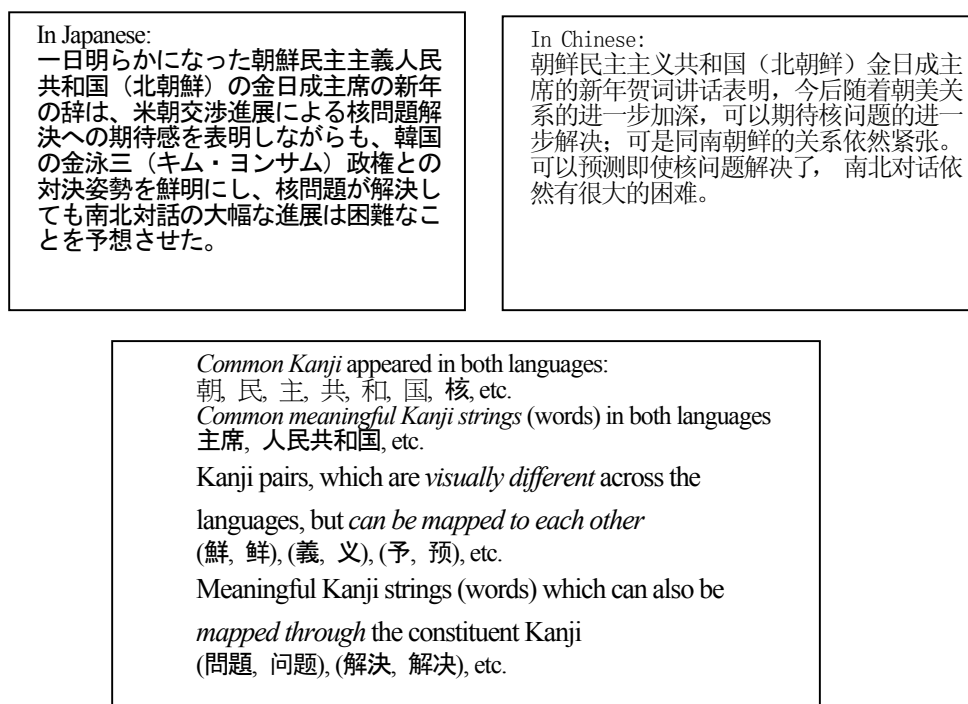 In Japanese:
一日明らかになった朝鮮民主主義人民
共和国（北朝鮮）の金日成主席の新年
の辞は、米朝交渉進展による核問題解
決への期待感を表明しながらも、韓国
の金泳三（キム・ヨンサム）政権との
対決姿勢を鮮明にし、核問題が解決し
ても南北対話の大幅な進展は困難なこ
とを予想させた。
In Chinese:
朝鲜民主主义共和国（北朝鲜）金日成主
席的新年贺词讲话表明，今后随着朝美关
系的进一步加深，可以期待核问题的进一
步解决；可是同南朝鲜的关系依然紧张。
可以预测即使核问题解决了， 南北对话依
然有很大的困难。
Common Kanji appeared in both languages:
朝, 民, 主, 共, 和, 国, 核, etc.
Common meaningful Kanji strings (words) in both languages
主席, 人民共和国, etc.
Kanji pairs, which are visually different across the
languages, but can be mapped to each other
(鮮, 鲜), (義, 义), (予, 预), etc.
Meaningful Kanji strings (words) which can also be
mapped through the constituent Kanji
(問題, 问题), (解決, 解决), etc.